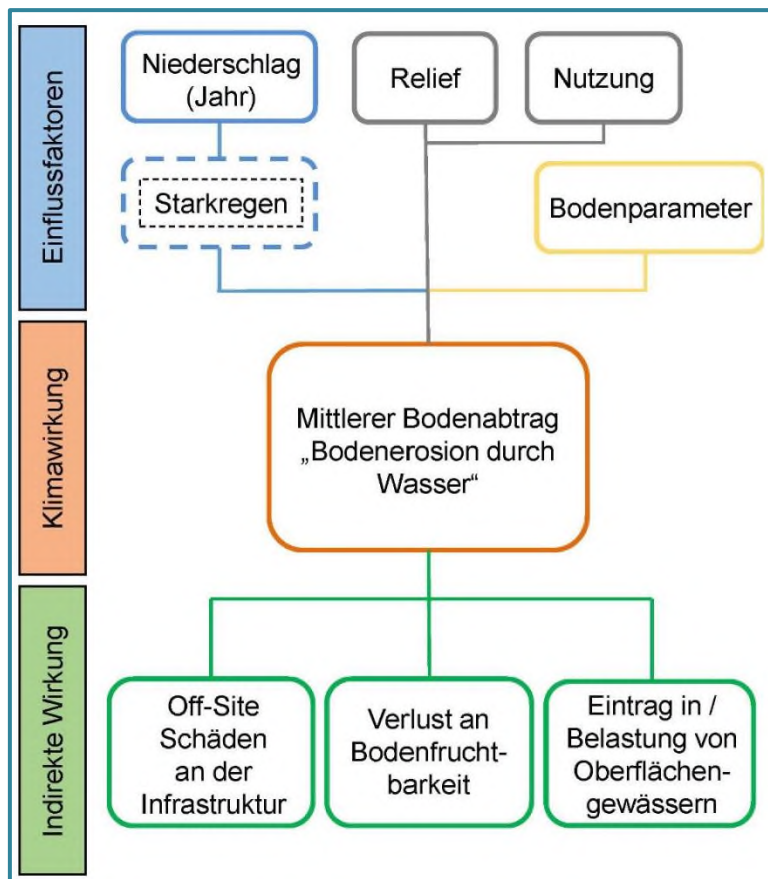 Einflussfaktoren
Niederschlag
(Jahr)
Relief
Nutzung
Starkregen
Bodenparameter
Klimawirkung
Mittlerer Bodenabtrag
„Bodenerosion durch
Wasser“
Indirekte Wirkung
Off-Site
Schäden
an der
Infrastruktur
Verlust an
Bodenfrucht-
barkeit
Eintrag in /
Belastung von
Oberflächen-
gewässern